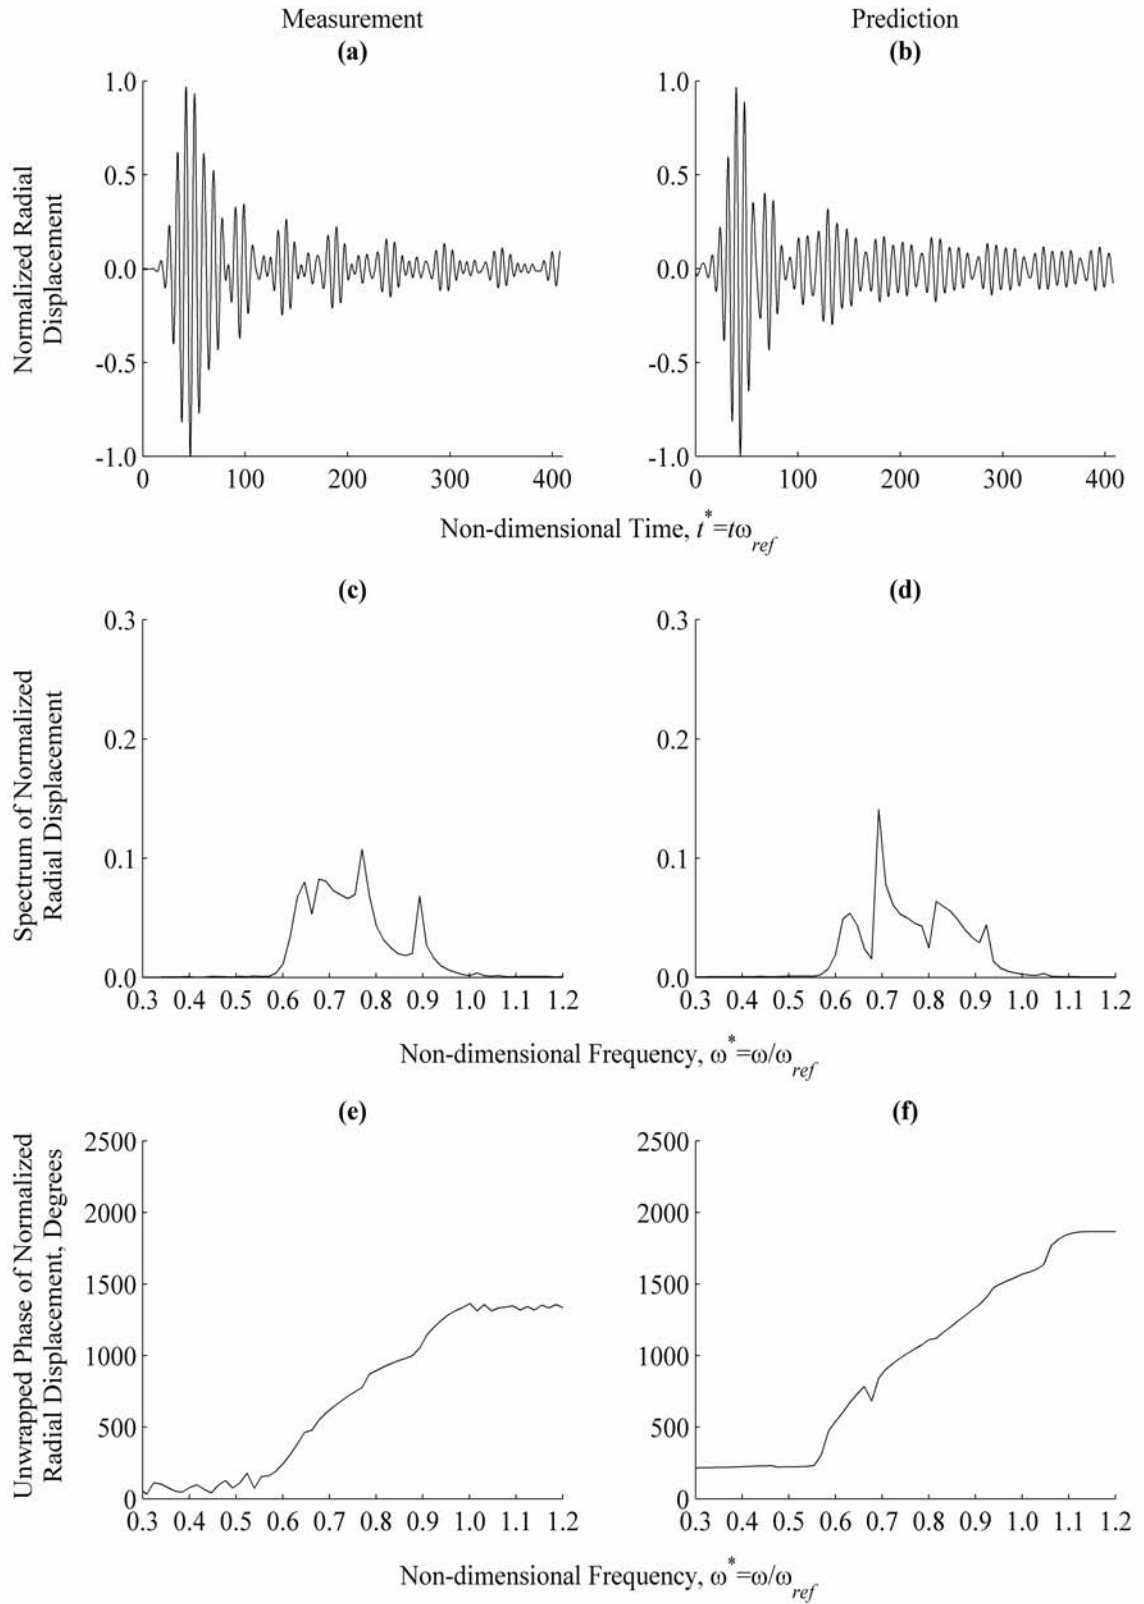 Measurement
Prediction
(a)
(b)
Normalized Radial
Displacement
1.0
0.5
0.0
-0.5
-1.0
0 100 200 300 400
1.0
0.5
0.0
-0.5
-1.0
0 100 200 300 400
Non-dimensional Time, t*=tω_ref
(c)
(d)
Spectrum of Normalized
Radial Displacement
0.3
0.2
0.1
0.0
0.3 0.4 0.5 0.6 0.7 0.8 0.9 1.0 1.1 1.2
0.3
0.2
0.1
0.0
0.3 0.4 0.5 0.6 0.7 0.8 0.9 1.0 1.1 1.2
Non-dimensional Frequency, ω*=ω/ω_ref
(e)
(f)
Unwrapped Phase of Normalized
Radial Displacement, Degrees
2500
2000
1500
1000
500
0
0.3 0.4 0.5 0.6 0.7 0.8 0.9 1.0 1.1 1.2
2500
2000
1500
1000
500
0
0.3 0.4 0.5 0.6 0.7 0.8 0.9 1.0 1.1 1.2
Non-dimensional Frequency, ω*=ω/ω_ref